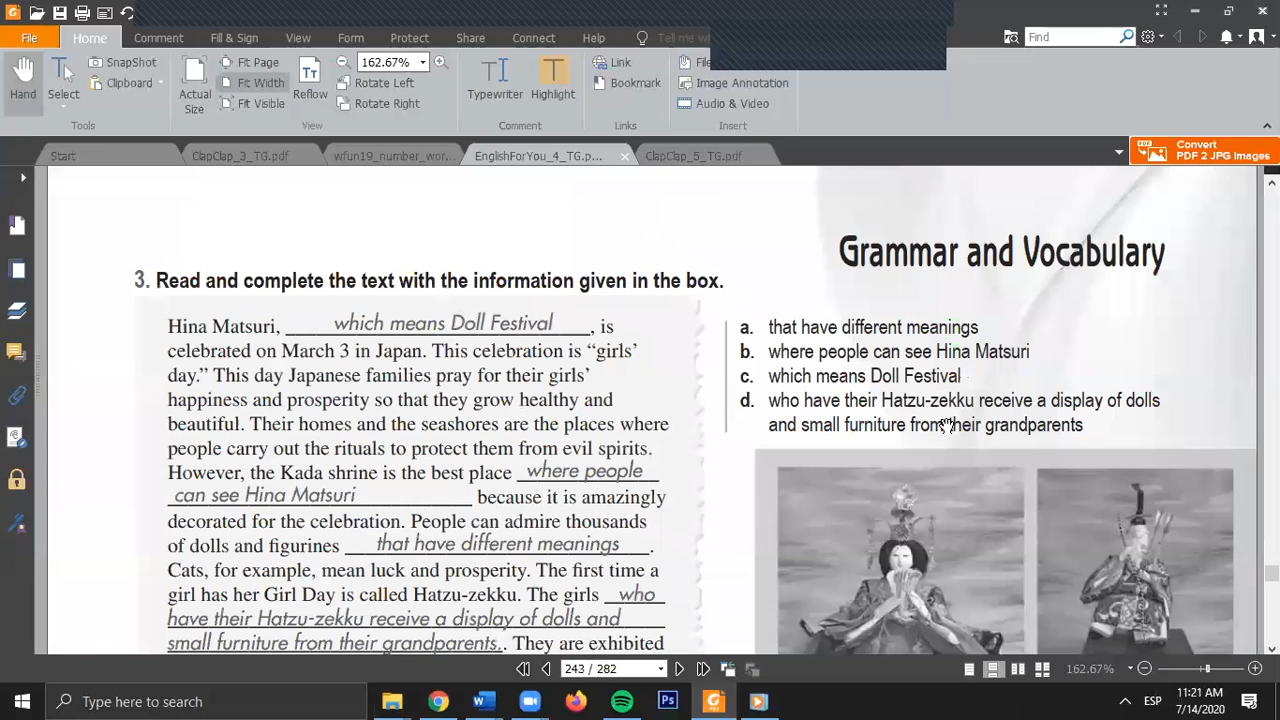 File
Home
Comment
Fill & Sign
View
Form
Protect
Share
Connect
Help
Tell me
Find
Hand
Select
SnapShot
Clipboard
Tools
Actual
Size
Fit Page
Fit Width
Fit Visible
Reflow
162.67%
Rotate Left
Rotate Right
View
Typewriter
Highlight
Comment
Link
Bookmark
Links
Image Annotation
Audio & Video
Insert
Start
ClapClap_3_TG.pdf
wfun19_number_wor...
EnglishForYou_4_TG.p...
ClapClap_5_TG.pdf
Convert
PDF 2 JPG Images
Grammar and Vocabulary
3. Read and complete the text with the information given in the box.
Hina Matsuri, which means Doll Festival, is
celebrated on March 3 in Japan. This celebration is “girls’
day.” This day Japanese families pray for their girls’
happiness and prosperity so that they grow healthy and
beautiful. Their homes and the seashores are the places where
people carry out the rituals to protect them from evil spirits.
However, the Kada shrine is the best place where people
can see Hina Matsuri because it is amazingly
decorated for the celebration. People can admire thousands
of dolls and figurines that have different meanings.
Cats, for example, mean luck and prosperity. The first time a
girl has her Girl Day is called Hatzu-zekku. The girls who
have their Hatzu-zekku receive a display of dolls and
small furniture from their grandparents.. They are exhibited
a. that have different meanings
b. where people can see Hina Matsuri
c. which means Doll Festival
d. who have their Hatzu-zekku receive a display of dolls
and small furniture from their grandparents
243 / 282
162.67%
Type here to search
ESP
11:21 AM
7/14/2020